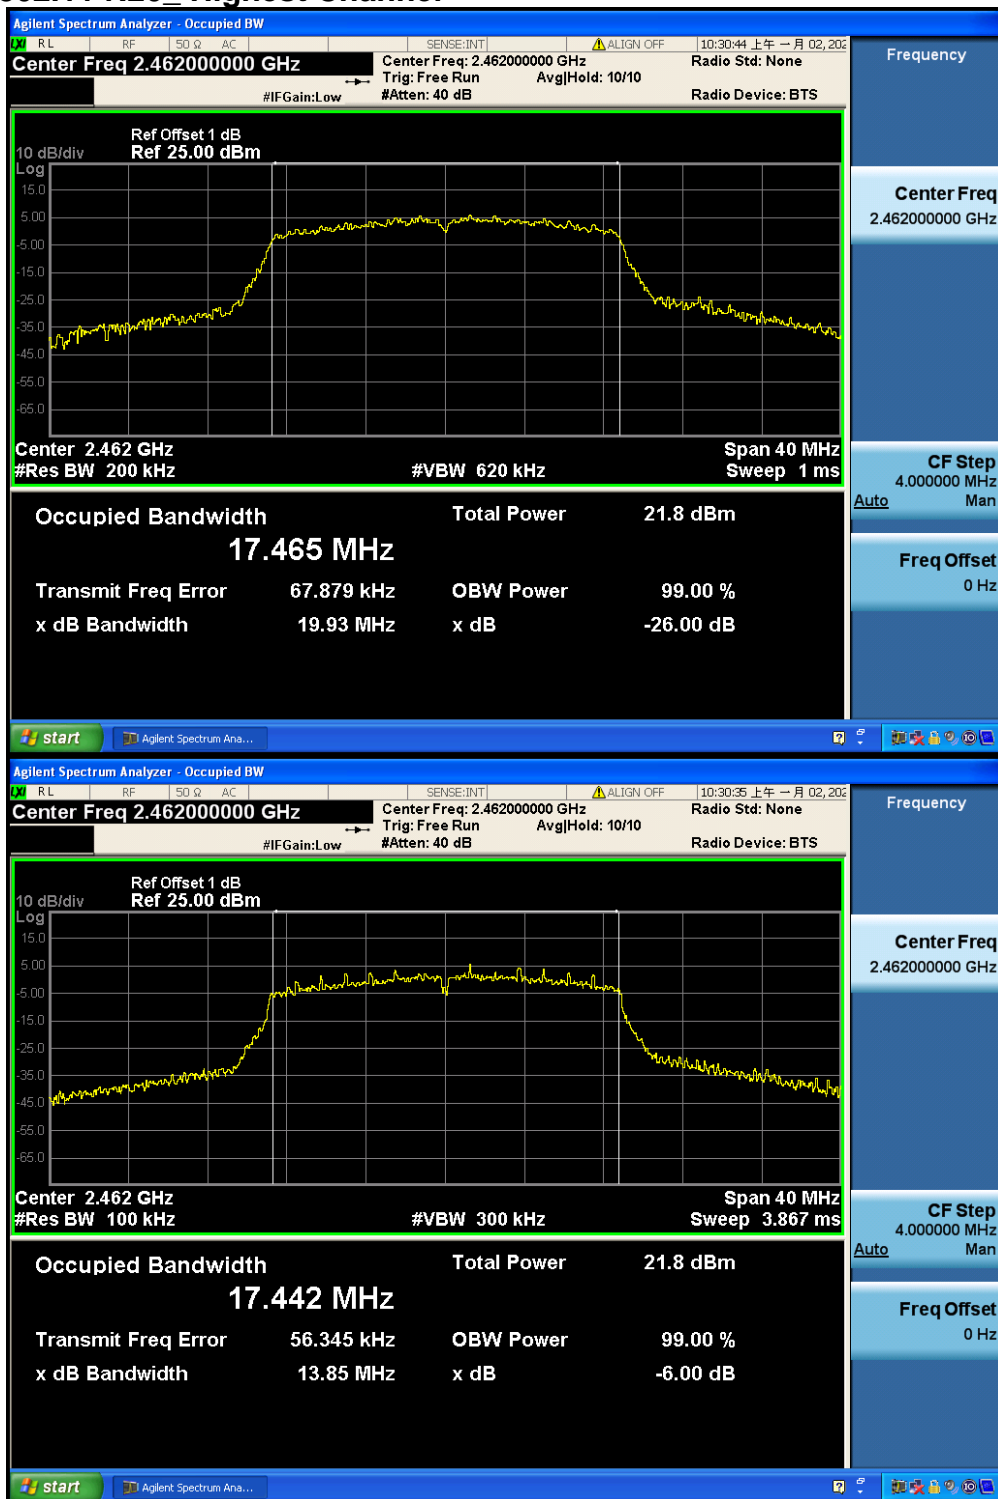 Agilent Spectrum Analyzer - Occupied BW
LXI RL RF 50 Ω AC SENSE:INT ALIGN OFF 10:30:44 上午 一月 02, 202
Center Freq 2.462000000 GHz
Center Freq: 2.462000000 GHz
Radio Std: None
Trig: Free Run Avg|Hold: 10/10
#IFGain:Low #Atten: 40 dB Radio Device: BTS
Frequency
Ref Offset 1 dB
10 dB/div Ref 25.00 dBm
Log
15.0
5.00
-5.00
-15.0
-25.0
-35.0
-45.0
-55.0
-65.0
Center Freq
2.462000000 GHz
Center 2.462 GHz Span 40 MHz
#Res BW 200 kHz #VBW 620 kHz Sweep 1 ms
CF Step
4.000000 MHz
Auto Man
Occupied Bandwidth Total Power 21.8 dBm
17.465 MHz
Transmit Freq Error 67.879 kHz OBW Power 99.00 %
x dB Bandwidth 19.93 MHz x dB -26.00 dB
Freq Offset
0 Hz
start Agilent Spectrum Ana...
Agilent Spectrum Analyzer - Occupied BW
LXI RL RF 50 Ω AC SENSE:INT ALIGN OFF 10:30:35 上午 一月 02, 202
Center Freq 2.462000000 GHz
Center Freq: 2.462000000 GHz
Radio Std: None
Trig: Free Run Avg|Hold: 10/10
#IFGain:Low #Atten: 40 dB Radio Device: BTS
Frequency
Ref Offset 1 dB
10 dB/div Ref 25.00 dBm
Log
15.0
5.00
-5.00
-15.0
-25.0
-35.0
-45.0
-55.0
-65.0
Center Freq
2.462000000 GHz
Center 2.462 GHz Span 40 MHz
#Res BW 100 kHz #VBW 300 kHz Sweep 3.867 ms
CF Step
4.000000 MHz
Auto Man
Occupied Bandwidth Total Power 21.8 dBm
17.442 MHz
Transmit Freq Error 56.345 kHz OBW Power 99.00 %
x dB Bandwidth 13.85 MHz x dB -6.00 dB
Freq Offset
0 Hz
start Agilent Spectrum Ana...